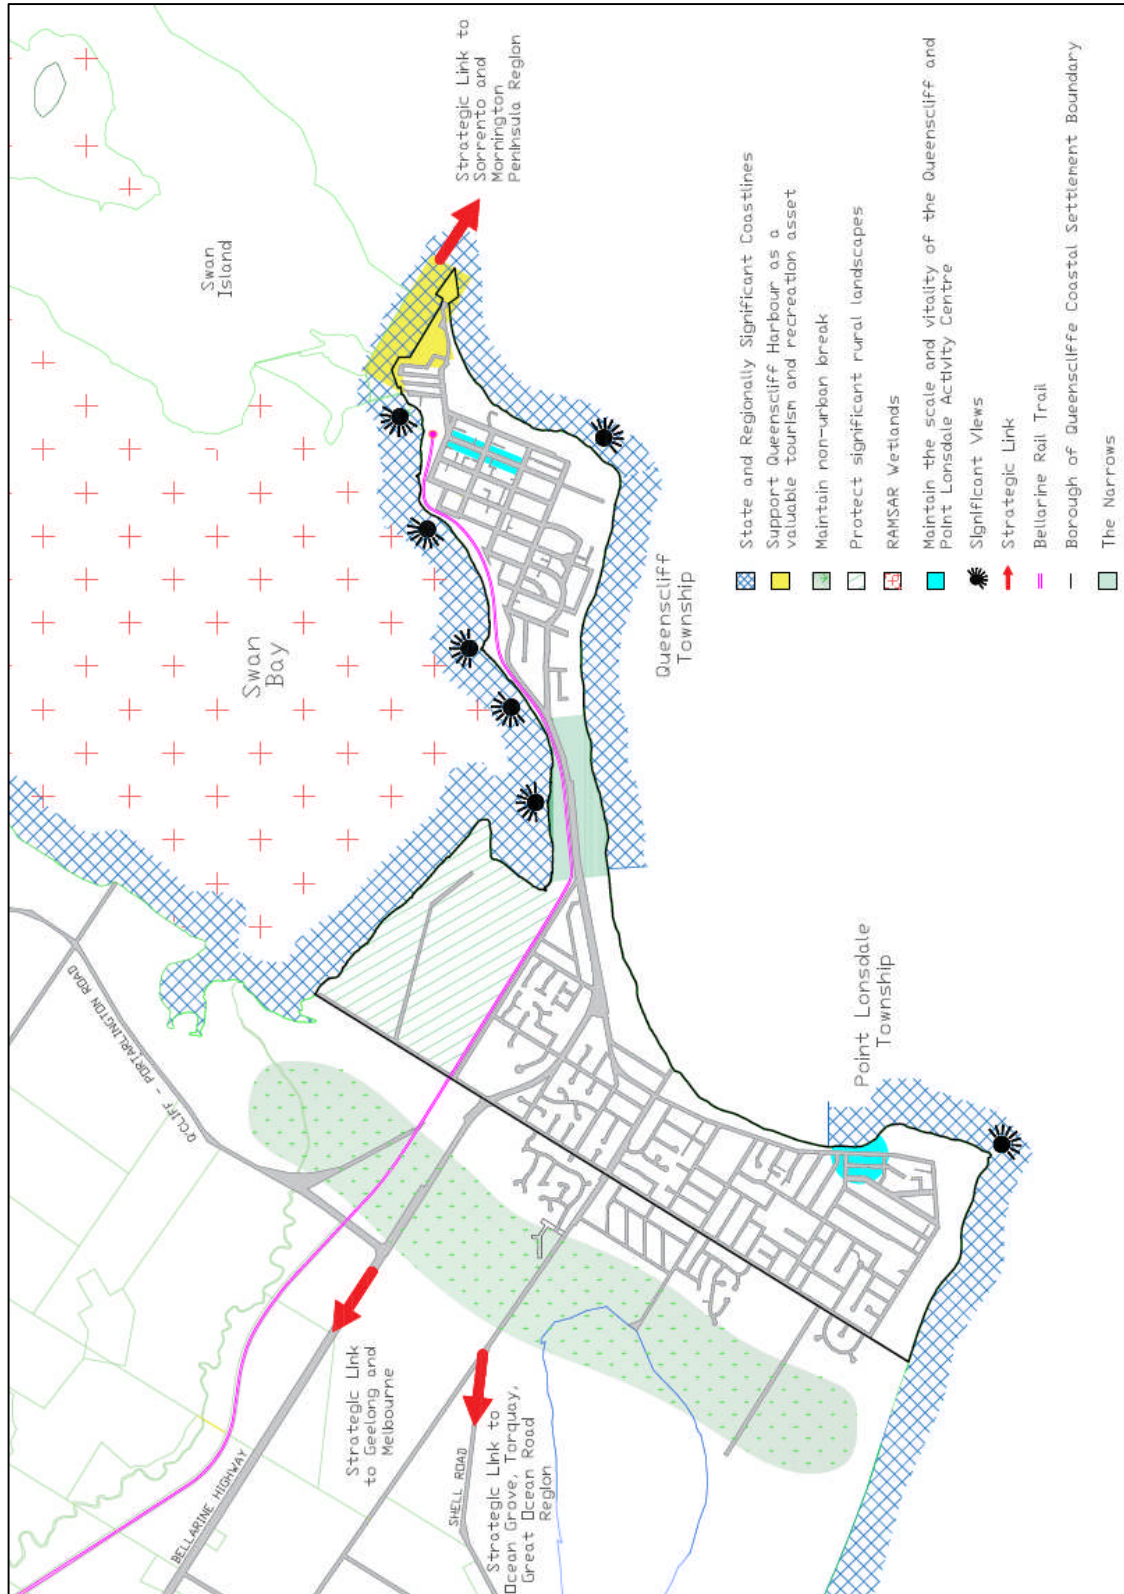 Q'CLIFF - PORTARLINGTON ROAD
BELLARINE HIGHWAY
SHELL ROAD
Strategic Link
to Geelong and
Melbourne
Strategic Link to
Ocean Grove, Torquay,
Great Ocean Road
Region
Swan
Bay
Swan
Island
Strategic Link to
Sorrento and
Mornington
Peninsula Region
Queenscliff
Township
Point Lonsdale
Township
State and Regionally Significant Coastlines
Support Queenscliff Harbour as a
valuable tourism and recreation asset
Maintain non-urban break
Protect significant rural landscapes
RAMSAR Wetlands
Maintain the scale and vitality of the Queenscliff and
Point Lonsdale Activity Centre
Significant Views
Strategic Link
Bellarine Rail Trail
Borough of Queenscliffe Coastal Settlement Boundary
The Narrows